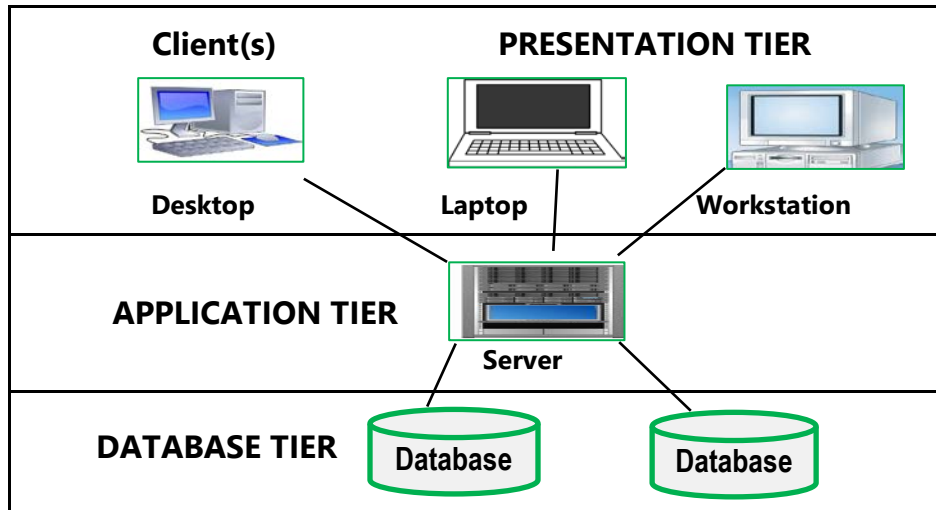 Client(s)
PRESENTATION TIER
Desktop
Laptop
Workstation
APPLICATION TIER
Server
DATABASE TIER
Database
Database